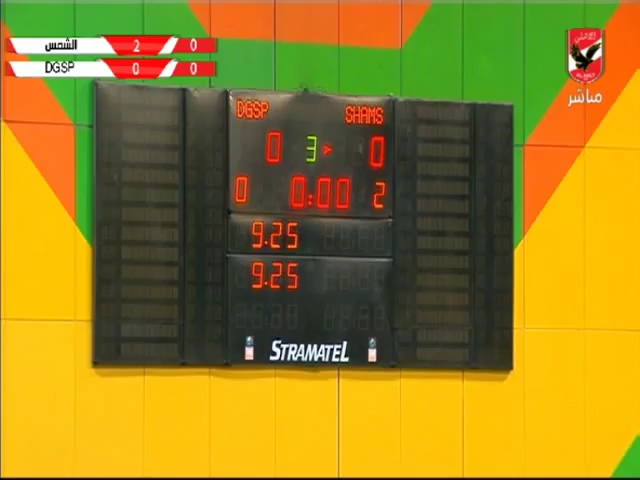 الشمس 2 0
DGSP 0 0
مباشر
DGSP SHAMS
0 3 0
0 0:00 2
9.25
9.25
STRAMATEL